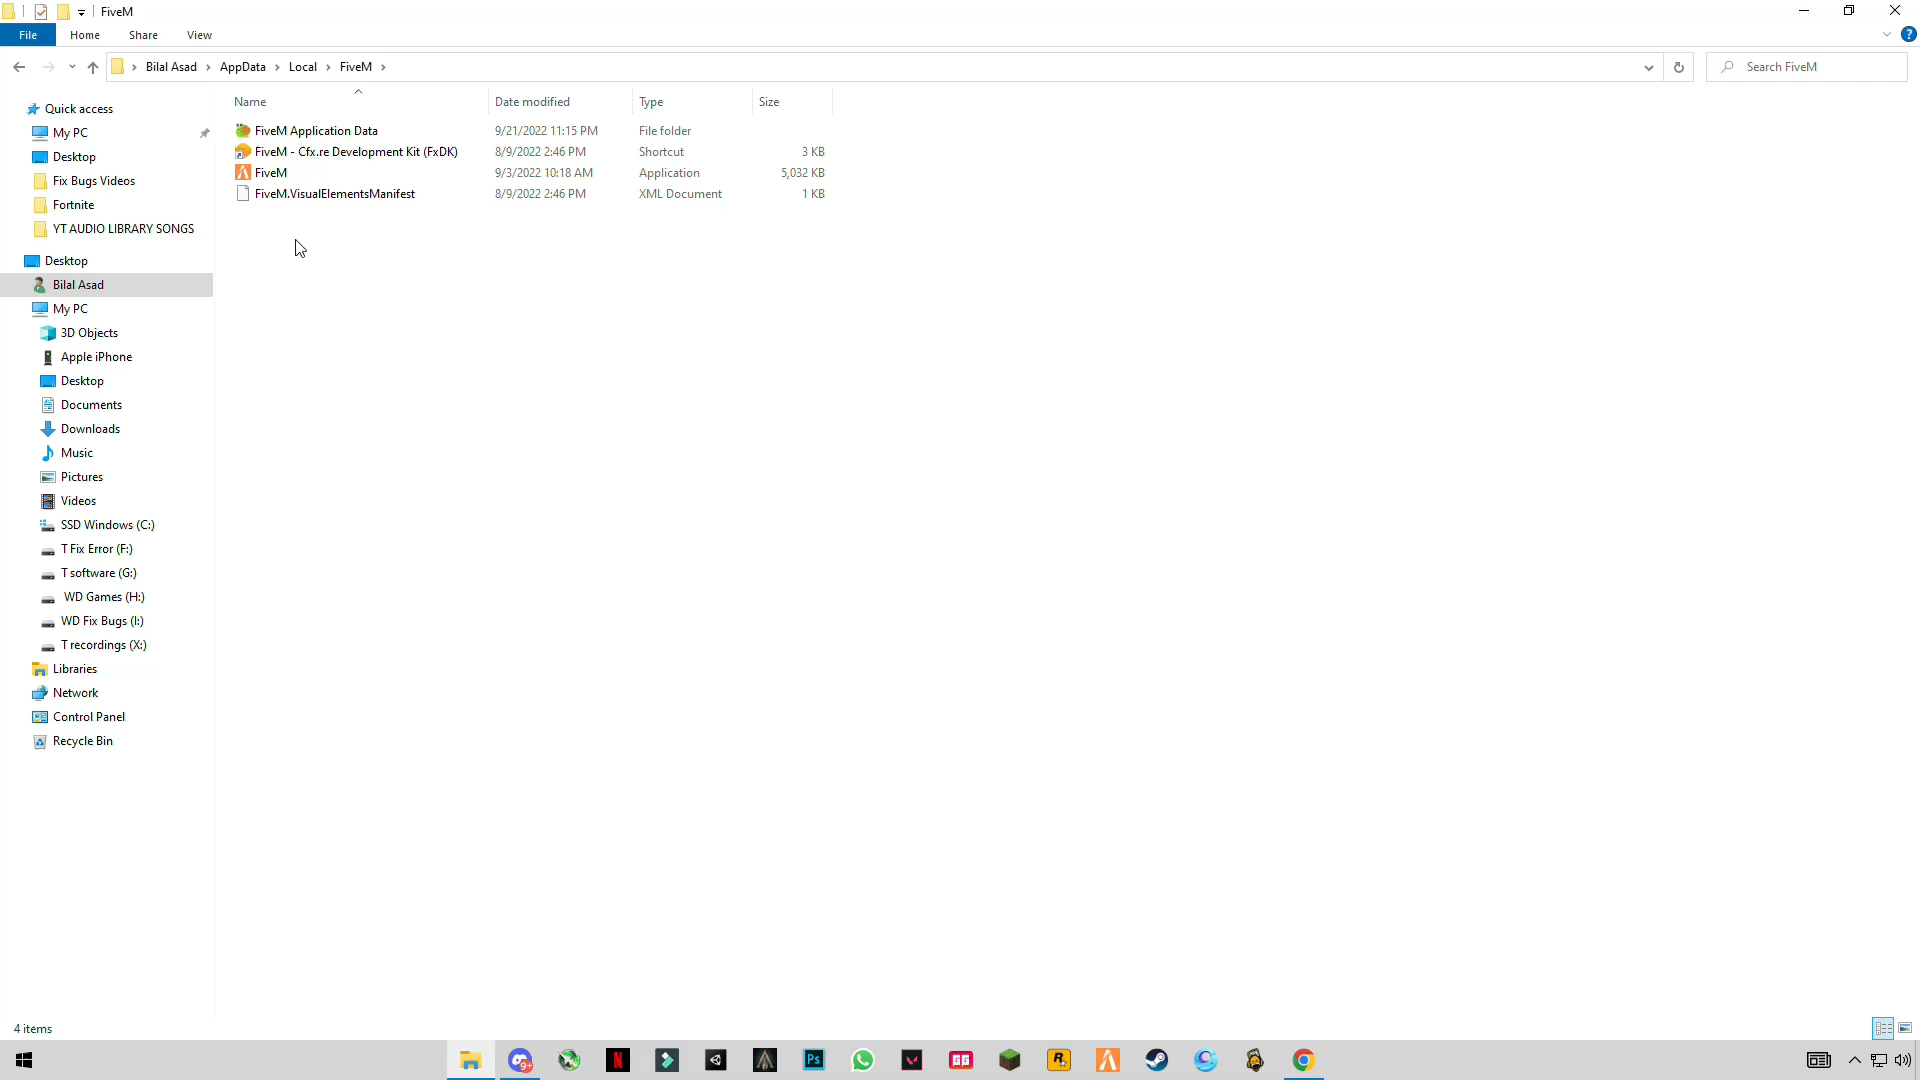 FiveM
File Home Share View
Bilal Asad AppData Local FiveM Search FiveM
Name Date modified Type Size
FiveM Application Data 9/21/2022 11:15 PM File folder
FiveM - Cfx.re Development Kit (FxDK) 8/9/2022 2:46 PM Shortcut 3 KB
FiveM 9/3/2022 10:18 AM Application 5,032 KB
FiveM.VisualElementsManifest 8/9/2022 2:46 PM XML Document 1 KB
Quick access
My PC
Desktop
Fix Bugs Videos
Fortnite
YT AUDIO LIBRARY SONGS
Desktop
Bilal Asad
My PC
3D Objects
Apple iPhone
Desktop
Documents
Downloads
Music
Pictures
Videos
SSD Windows (C:)
T Fix Error (F:)
T software (G:)
WD Games (H:)
WD Fix Bugs (I:)
T recordings (X:)
Libraries
Network
Control Panel
Recycle Bin
4 items
9+ N Ps GG R